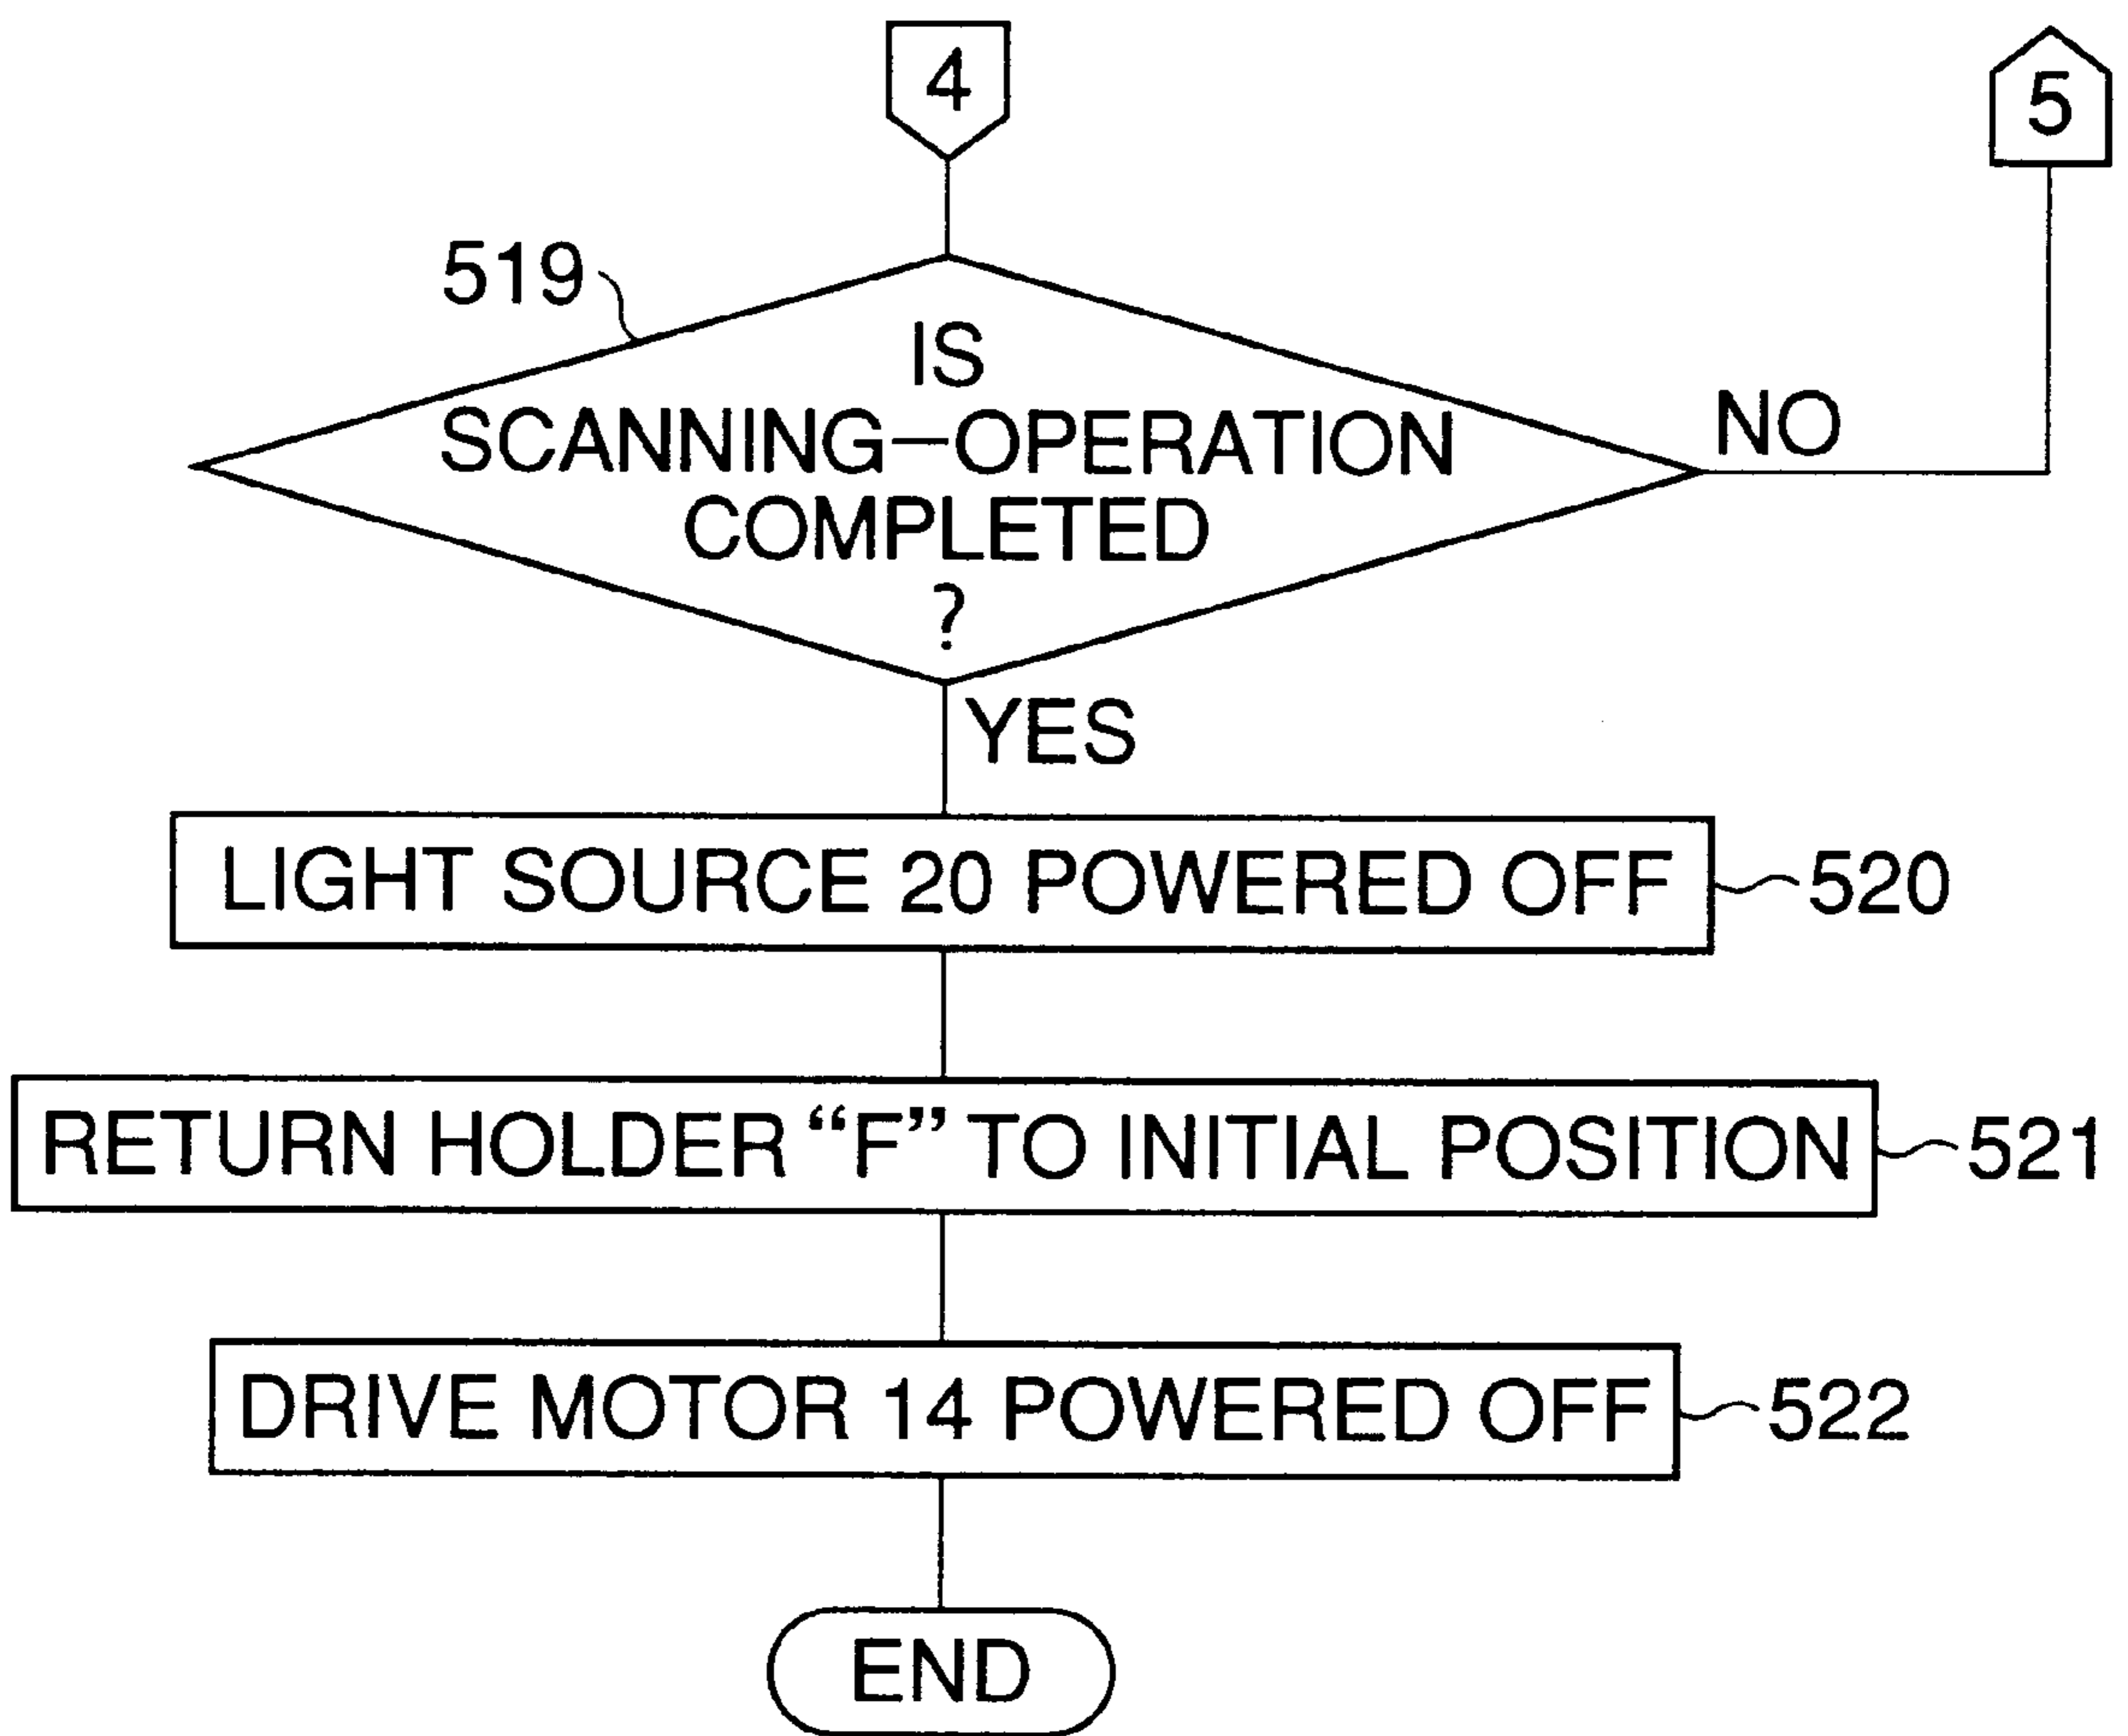 4
5
519
IS
SCANNING—OPERATION
COMPLETED
?
NO
YES
LIGHT SOURCE 20 POWERED OFF
520
RETURN HOLDER “F” TO INITIAL POSITION
521
DRIVE MOTOR 14 POWERED OFF
522
END